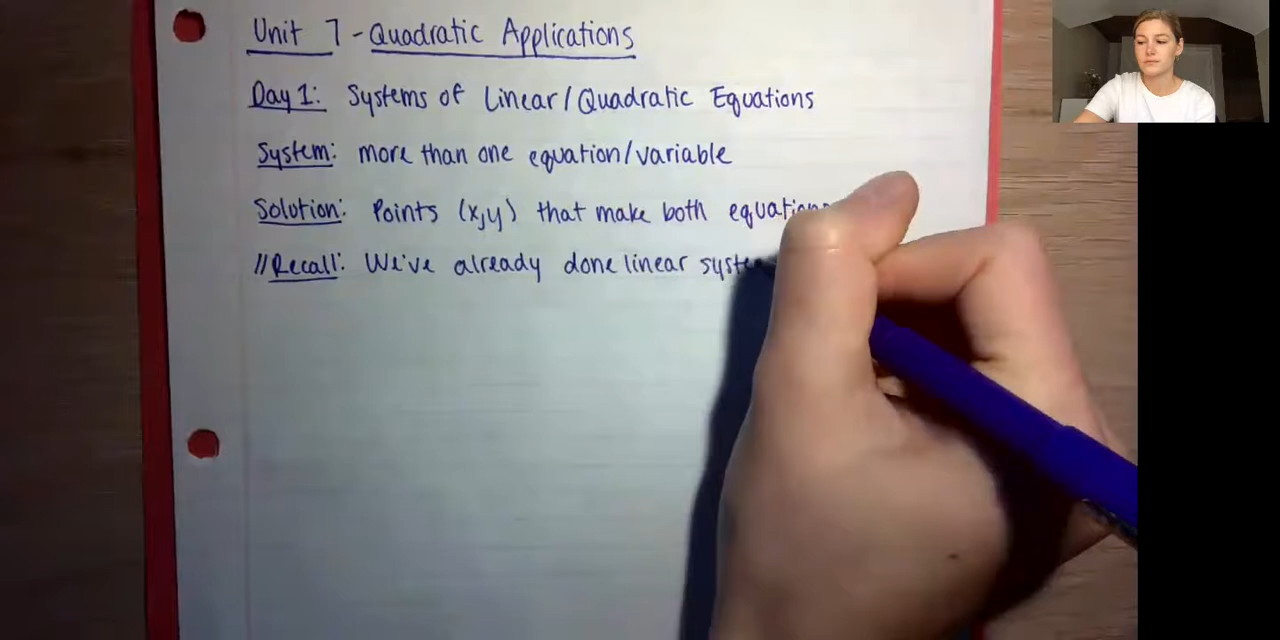 Unit 7 - Quadratic Applications
Day 1: Systems of Linear/Quadratic Equations
System: more than one equation/variable
Solution: Points (x,y) that make both
//Recall: We've already done linear